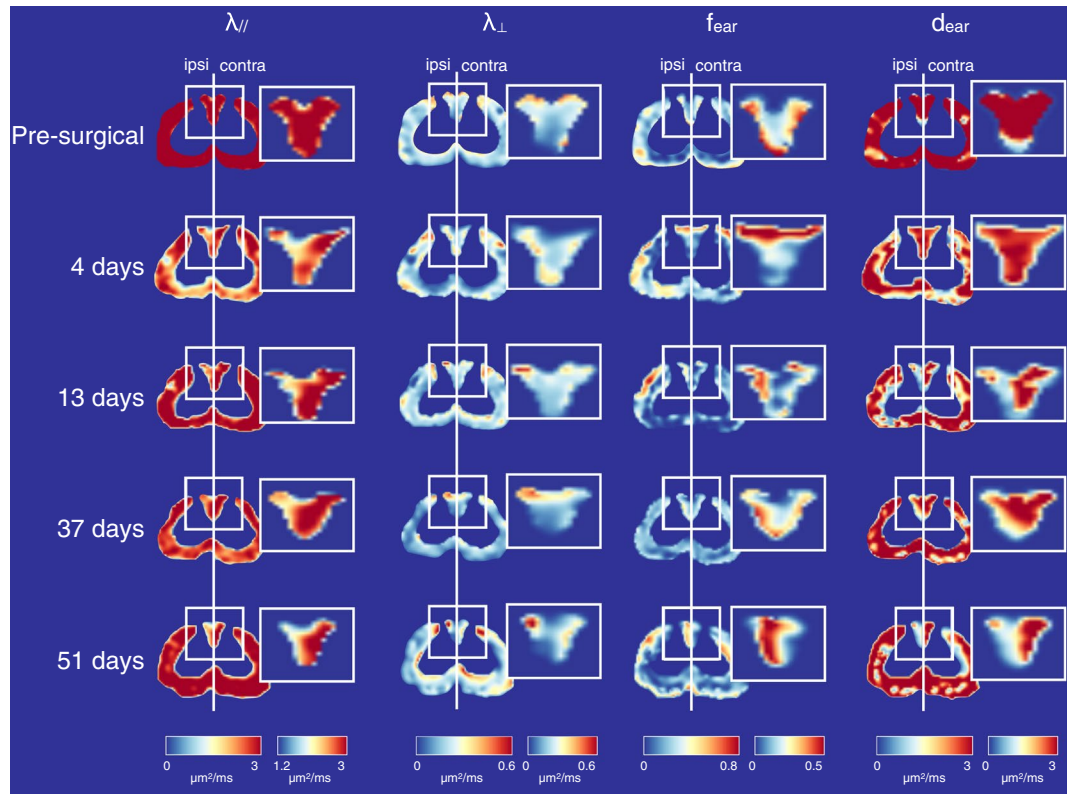 λ// λ⊥ fear dear
ipsi contra ipsi contra ipsi contra ipsi contra
Pre-surgical
4 days
13 days
37 days
51 days
0 3 1.2 3 0 0.6 0 0.6 0 0.8 0 0.5 0 3 0 3
μm²/ms μm²/ms μm²/ms μm²/ms μm²/ms μm²/ms